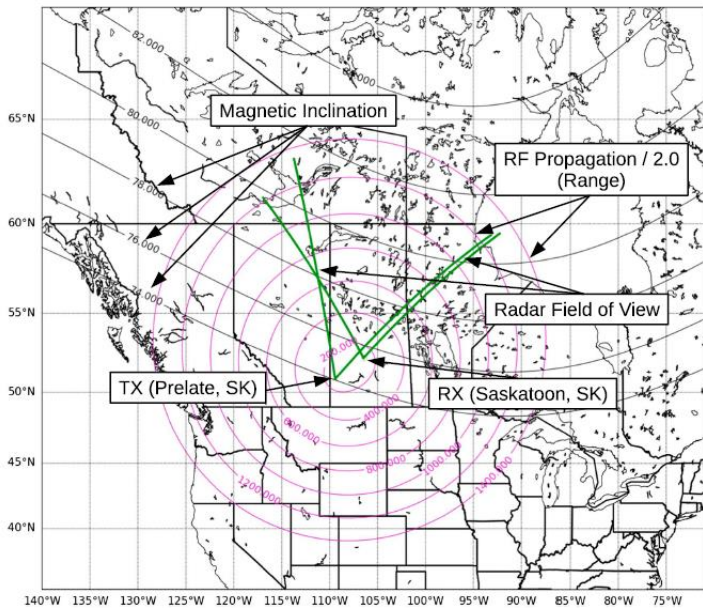 82.000
80.000
78.000
76.000
74.000
65°N
60°N
55°N
50°N
45°N
40°N
Magnetic Inclination
RF Propagation / 2.0
(Range)
Radar Field of View
TX (Prelate, SK)
RX (Saskatoon, SK)
200.000
400.000
600.000
800.000
1000.000
1200.000
1400.000
140°W 135°W 130°W 125°W 120°W 115°W 110°W 105°W 100°W 95°W 90°W 85°W 80°W 75°W